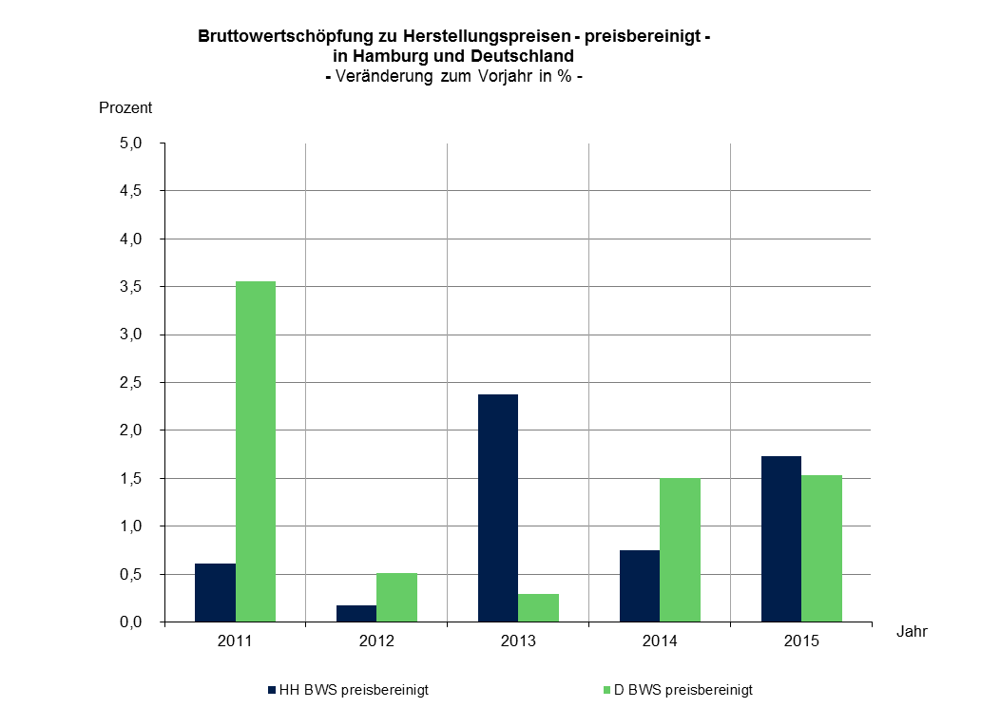 Bruttowertschöpfung zu Herstellungspreisen - preisbereinigt -
in Hamburg und Deutschland
- Veränderung zum Vorjahr in % -
Prozent
5,0
4,5
4,0
3,5
3,0
2,5
2,0
1,5
1,0
0,5
0,0
2011 2012 2013 2014 2015
Jahr
HH BWS preisbereinigt D BWS preisbereinigt